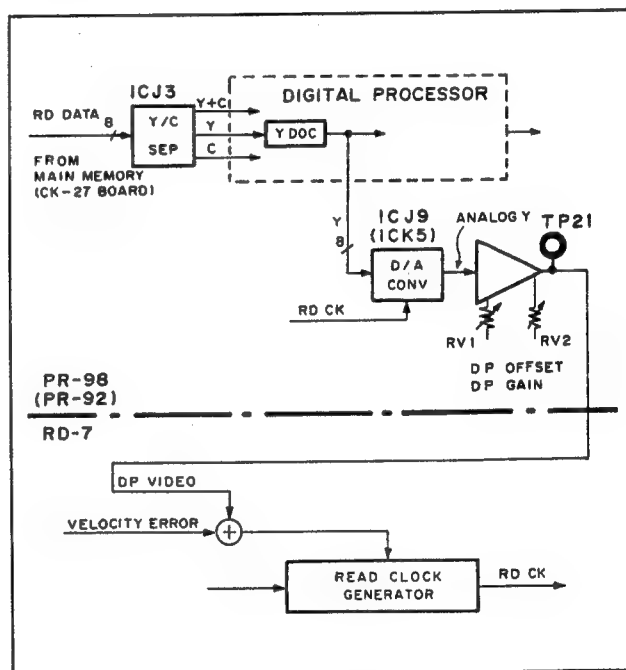 ICJ3
RD DATA
8
Y/C
SEP
Y+C
Y
C
FROM
MAIN MEMORY
(CK-27 BOARD)
DIGITAL PROCESSOR
Y DOC
Y
8
ICJ9
(ICK5)
ANALOG Y
TP21
D/A
CONV
RD CK
RV1
RV2
DP OFFSET
DP GAIN
PR-98
(PR-92)
RD-7
DP VIDEO
VELOCITY ERROR
+
READ CLOCK
GENERATOR
RD CK